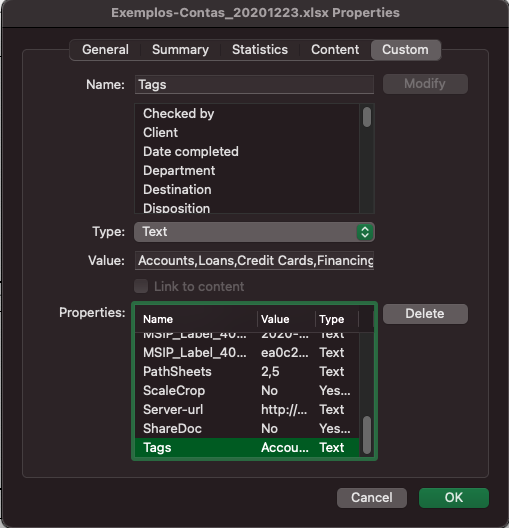 Exemplos-Contas_20201223.xlsx Properties
General Summary Statistics Content Custom
Name: Tags Modify
Checked by
Client
Date completed
Department
Destination
Disposition
Type: Text
Value: Accounts,Loans,Credit Cards,Financing
Link to content
Properties: Name Value Type Delete
MSIP_Label_40... 2020-... Text
MSIP_Label_40... ea0c2... Text
PathSheets 2,5 Text
ScaleCrop No Yes...
Server-url http://... Text
ShareDoc No Yes...
Tags Accou... Text
Cancel OK